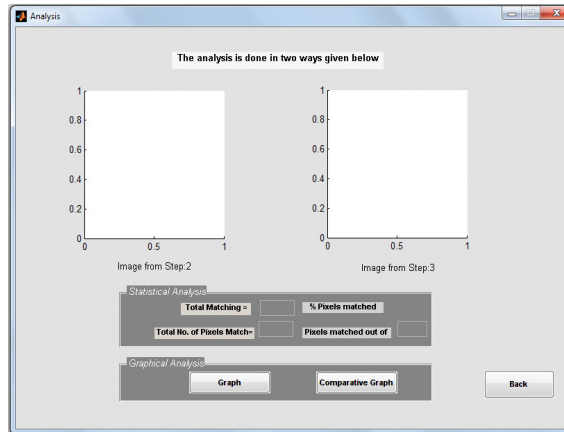 Analysis
The analysis is done in two ways given below
1
0.8
0.6
0.4
0.2
0
0 0.5 1
Image from Step:2
1
0.8
0.6
0.4
0.2
0
0 0.5 1
Image from Step:3
Statistical Analysis
Total Matching = % Pixels matched
Total No. of Pixels Match= Pixels matched out of
Graphical Analysis
Graph Comparative Graph
Back